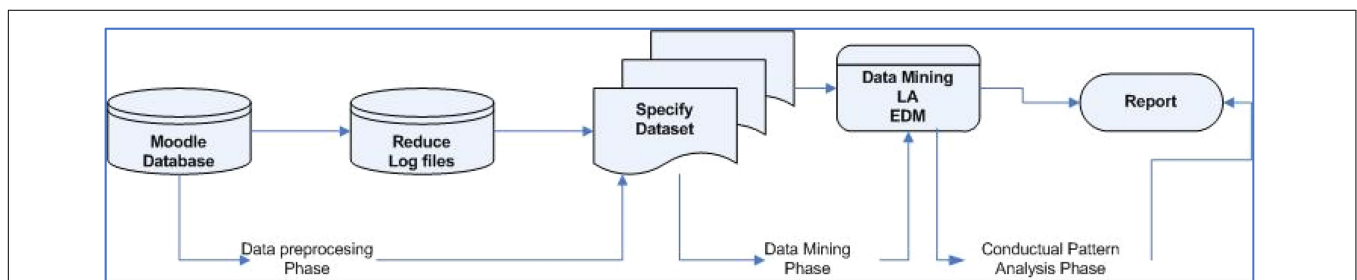 Moodle
Database
Reduce
Log files
Specify
Dataset
Data Mining
LA
EDM
Report
Data preprocesing
Phase
Data Mining
Phase
Conductual Pattern
Analysis Phase